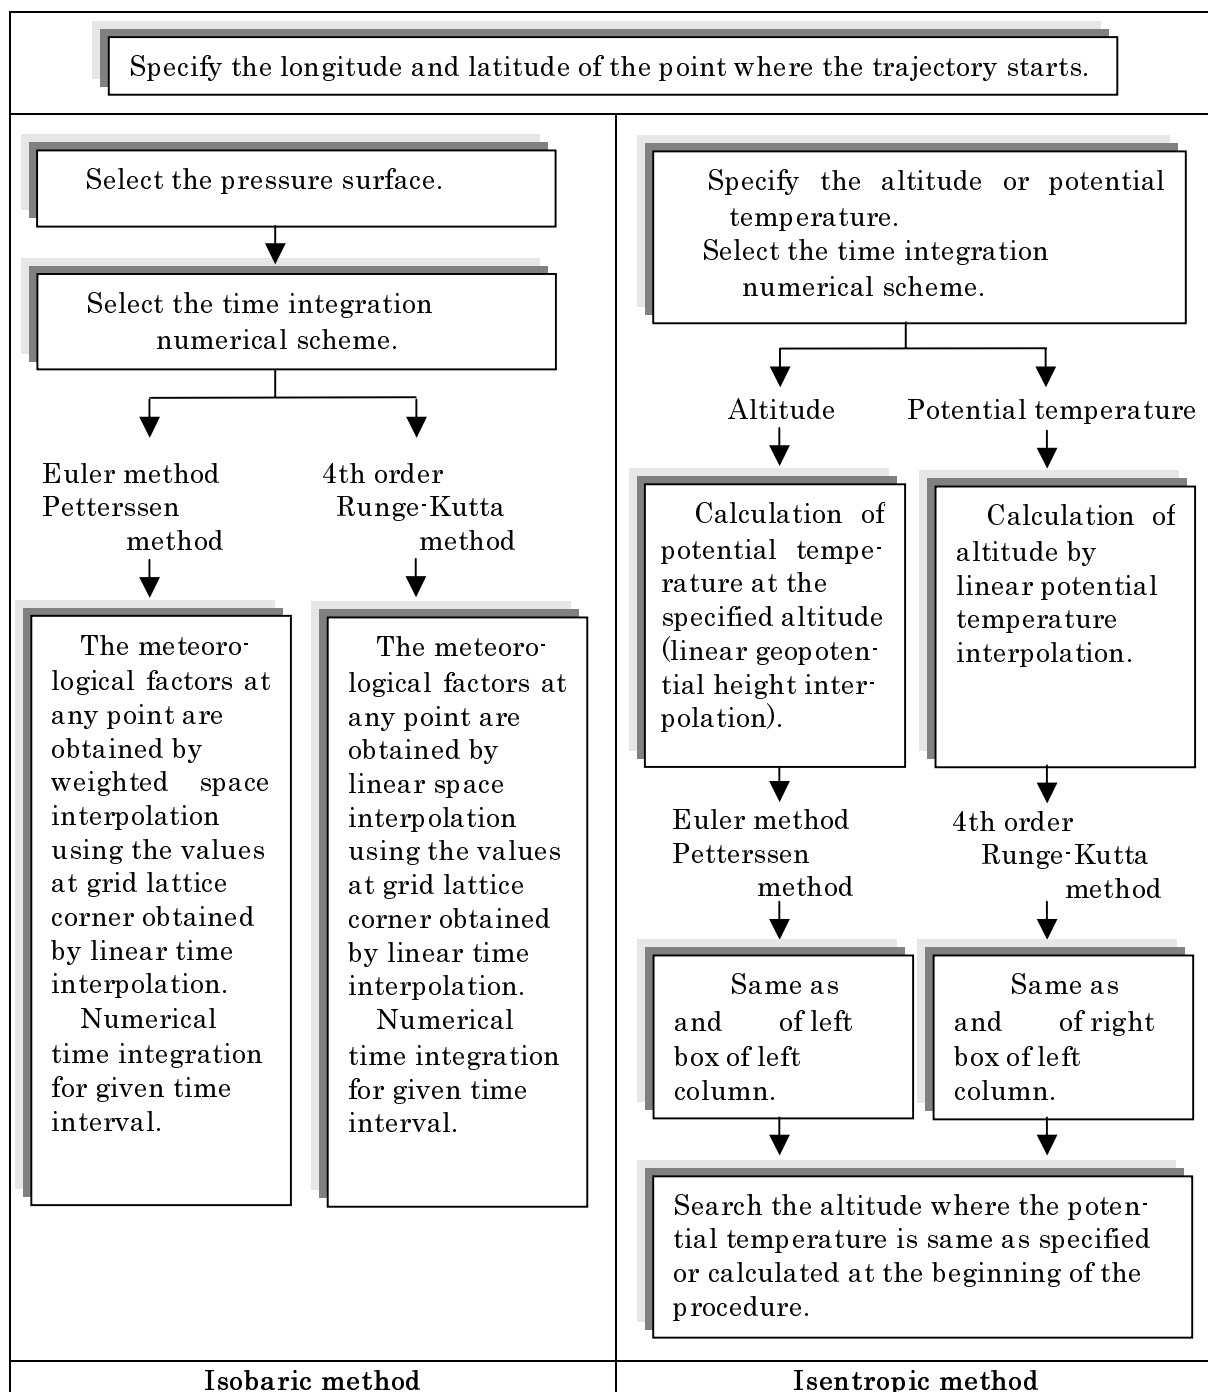 Specify the longitude and latitude of the point where the trajectory starts.
Select the pressure surface.
Select the time integration
numerical scheme.
Euler method
Petterssen
method
4th order
Runge-Kutta
method
The meteoro-
logical factors at
any point are
obtained by
weighted space
interpolation
using the values
at grid lattice
corner obtained
by linear time
interpolation.
Numerical
time integration
for given time
interval.
The meteoro-
logical factors at
any point are
obtained by
linear space
interpolation
using the values
at grid lattice
corner obtained
by linear time
interpolation.
Numerical
time integration
for given time
interval.
Isobaric method
Specify the altitude or potential
temperature.
Select the time integration
numerical scheme.
Altitude
Potential temperature
Calculation of
potential tempe-
rature at the
specified altitude
(linear geopoten-
tial height inter-
polation).
Calculation of
altitude by
linear potential
temperature
interpolation.
Euler method
Petterssen
method
4th order
Runge-Kutta
method
Same as
and of left
box of left
column.
Same as
and of right
box of left
column.
Search the altitude where the poten-
tial temperature is same as specified
or calculated at the beginning of the
procedure.
Isentropic method